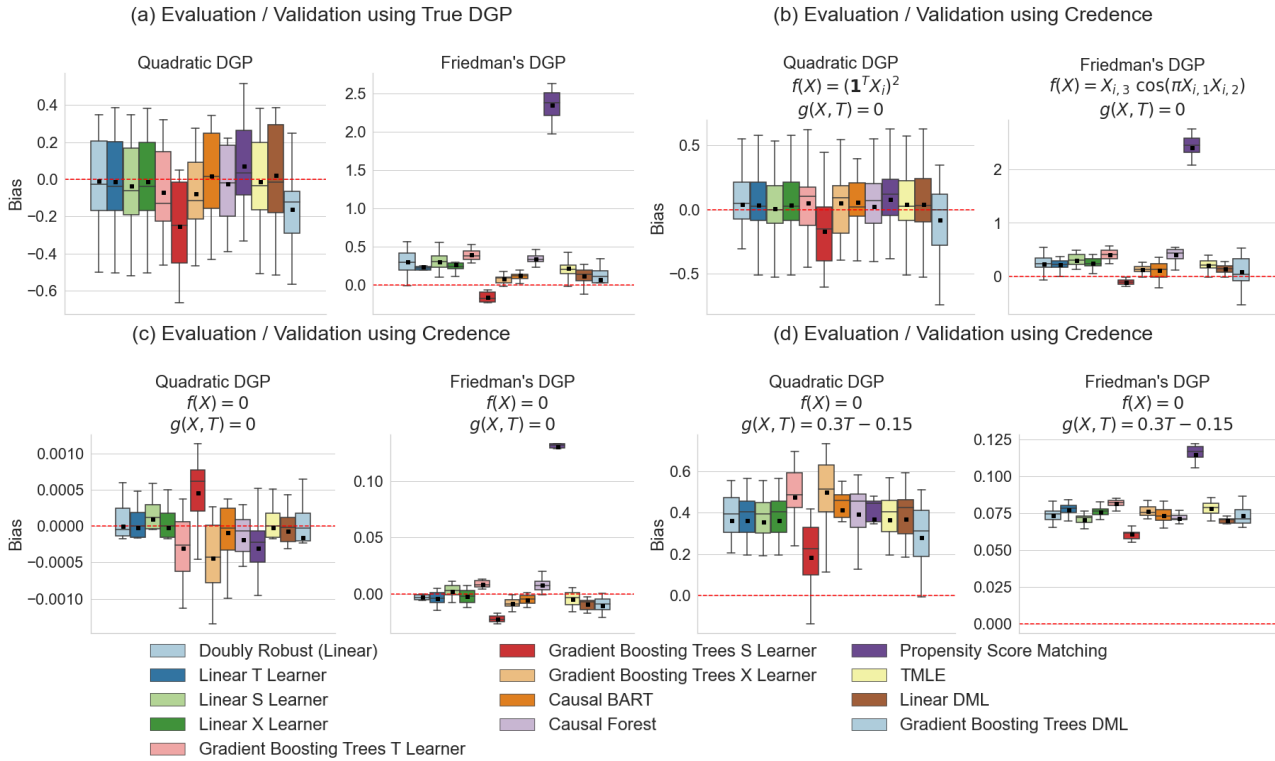 (a) Evaluation / Validation using True DGP
(b) Evaluation / Validation using Credence
Quadratic DGP
Friedman's DGP
Quadratic DGP
f(X) = (𝟏ᵀXᵢ)²
g(X, T) = 0
Friedman's DGP
f(X) = Xᵢ,₃ cos(πXᵢ,₁Xᵢ,₂)
g(X, T) = 0
Bias
0.4
0.2
0.0
−0.2
−0.4
−0.6
2.5
2.0
1.5
1.0
0.5
0.0
Bias
0.5
0.0
−0.5
2
1
0
(c) Evaluation / Validation using Credence
(d) Evaluation / Validation using Credence
Quadratic DGP
f(X) = 0
g(X, T) = 0
Friedman's DGP
f(X) = 0
g(X, T) = 0
Quadratic DGP
f(X) = 0
g(X, T) = 0.3T − 0.15
Friedman's DGP
f(X) = 0
g(X, T) = 0.3T − 0.15
Bias
0.0010
0.0005
0.0000
−0.0005
−0.0010
0.10
0.05
0.00
Bias
0.6
0.4
0.2
0.0
0.125
0.100
0.075
0.050
0.025
0.000
Doubly Robust (Linear)
Linear T Learner
Linear S Learner
Linear X Learner
Gradient Boosting Trees T Learner
Gradient Boosting Trees S Learner
Gradient Boosting Trees X Learner
Causal BART
Causal Forest
Propensity Score Matching
TMLE
Linear DML
Gradient Boosting Trees DML